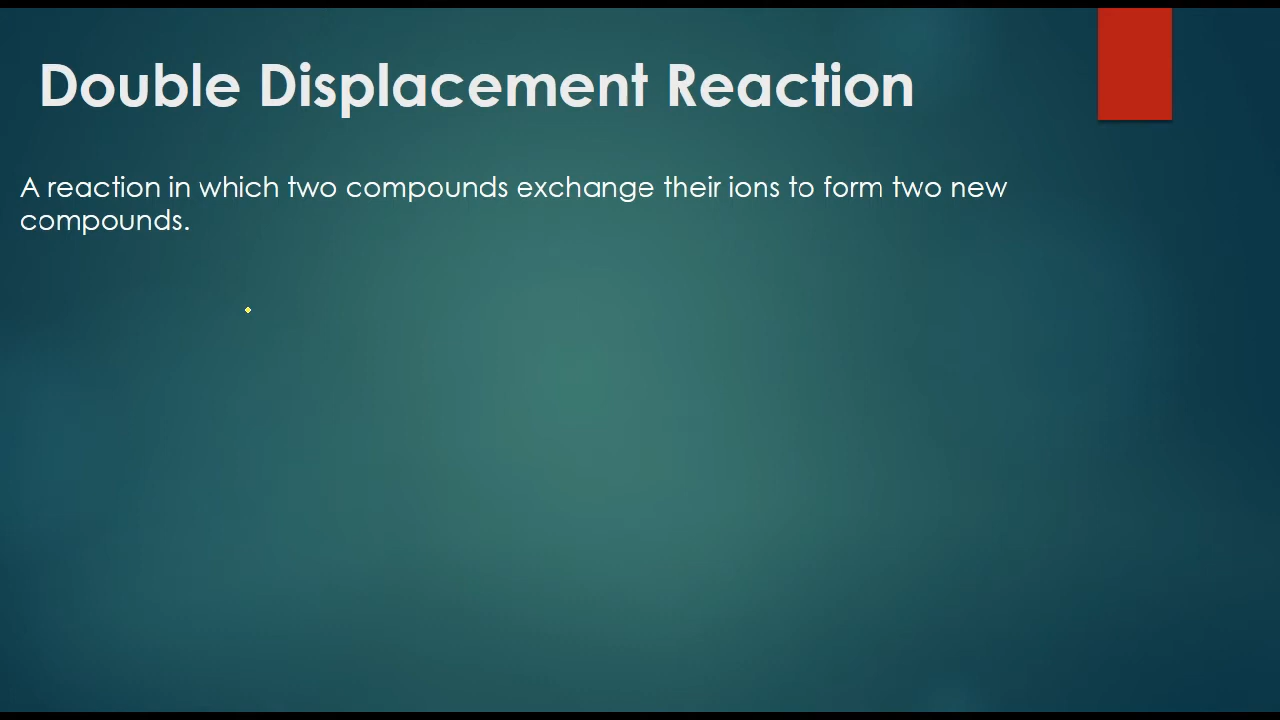 Double Displacement Reaction
A reaction in which two compounds exchange their ions to form two new
compounds.